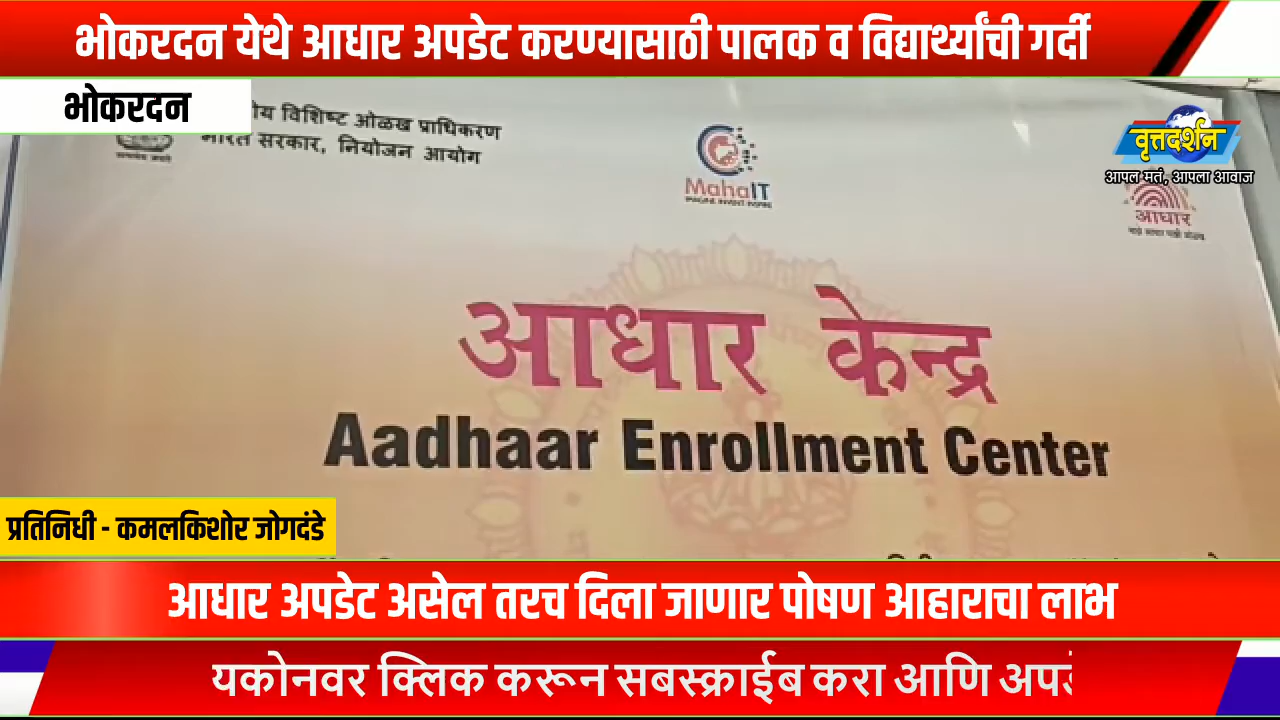 भोकरदन येथे आधार अपडेट करण्यासाठी पालक व विद्यार्थ्यांची गर्दी
भोकरदन
विशिष्ट ओळख प्राधिकरण
भारत सरकार, नियोजन आयोग
MahaIT
वृत्तदर्शन
आपल मतं, आपला आवाज
आधार
आधार केन्द्र
Aadhaar Enrollment Center
प्रतिनिधी - कमलकिशोर जोगदंडे
आधार अपडेट असेल तरच दिला जाणार पोषण आहाराचा लाभ
यकोनवर क्लिक करून सबस्क्राईब करा आणि